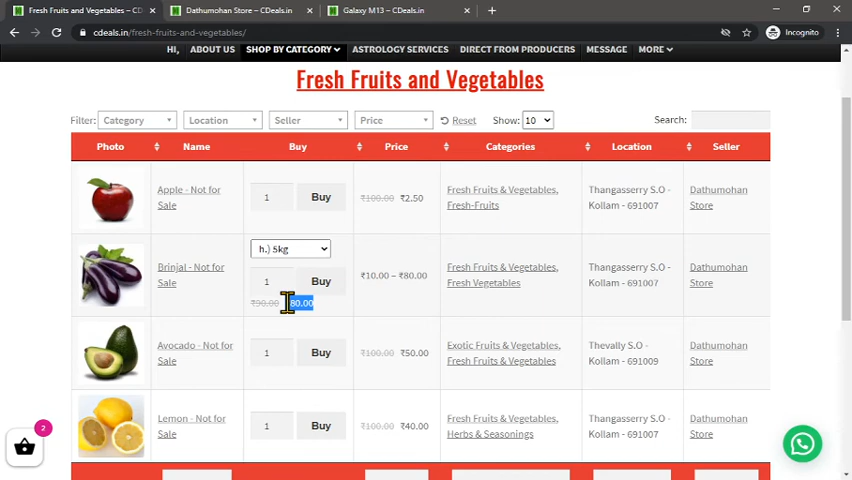 Fresh Fruits and Vegetables – CD
Dathumohan Store – CDeals.in
Galaxy M13 – CDeals.in
cdeals.in/fresh-fruits-and-vegetables/
Incognito
HI, ABOUT US SHOP BY CATEGORY ASTROLOGY SERVICES DIRECT FROM PRODUCERS MESSAGE MORE
Fresh Fruits and Vegetables
Filter: Category Location Seller Price Reset Show: 10 Search:
Photo Name Buy Price Categories Location Seller
Apple - Not for
Sale
1 Buy
₹100.00 ₹2.50
Fresh Fruits & Vegetables,
Fresh-Fruits
Thangasserry S.O -
Kollam - 691007
Dathumohan
Store
Brinjal - Not for
Sale
h.) 5kg
1 Buy
₹90.00 80.00
₹10.00 – ₹80.00
Fresh Fruits & Vegetables,
Fresh Vegetables
Thangasserry S.O -
Kollam - 691007
Dathumohan
Store
Avocado - Not for
Sale
1 Buy
₹100.00 ₹50.00
Exotic Fruits & Vegetables,
Fresh Fruits & Vegetables
Thevally S.O -
Kollam - 691009
Dathumohan
Store
Lemon - Not for
Sale
1 Buy
₹100.00 ₹40.00
Fresh Fruits & Vegetables,
Herbs & Seasonings
Thangasserry S.O -
Kollam - 691007
Dathumohan
Store
2